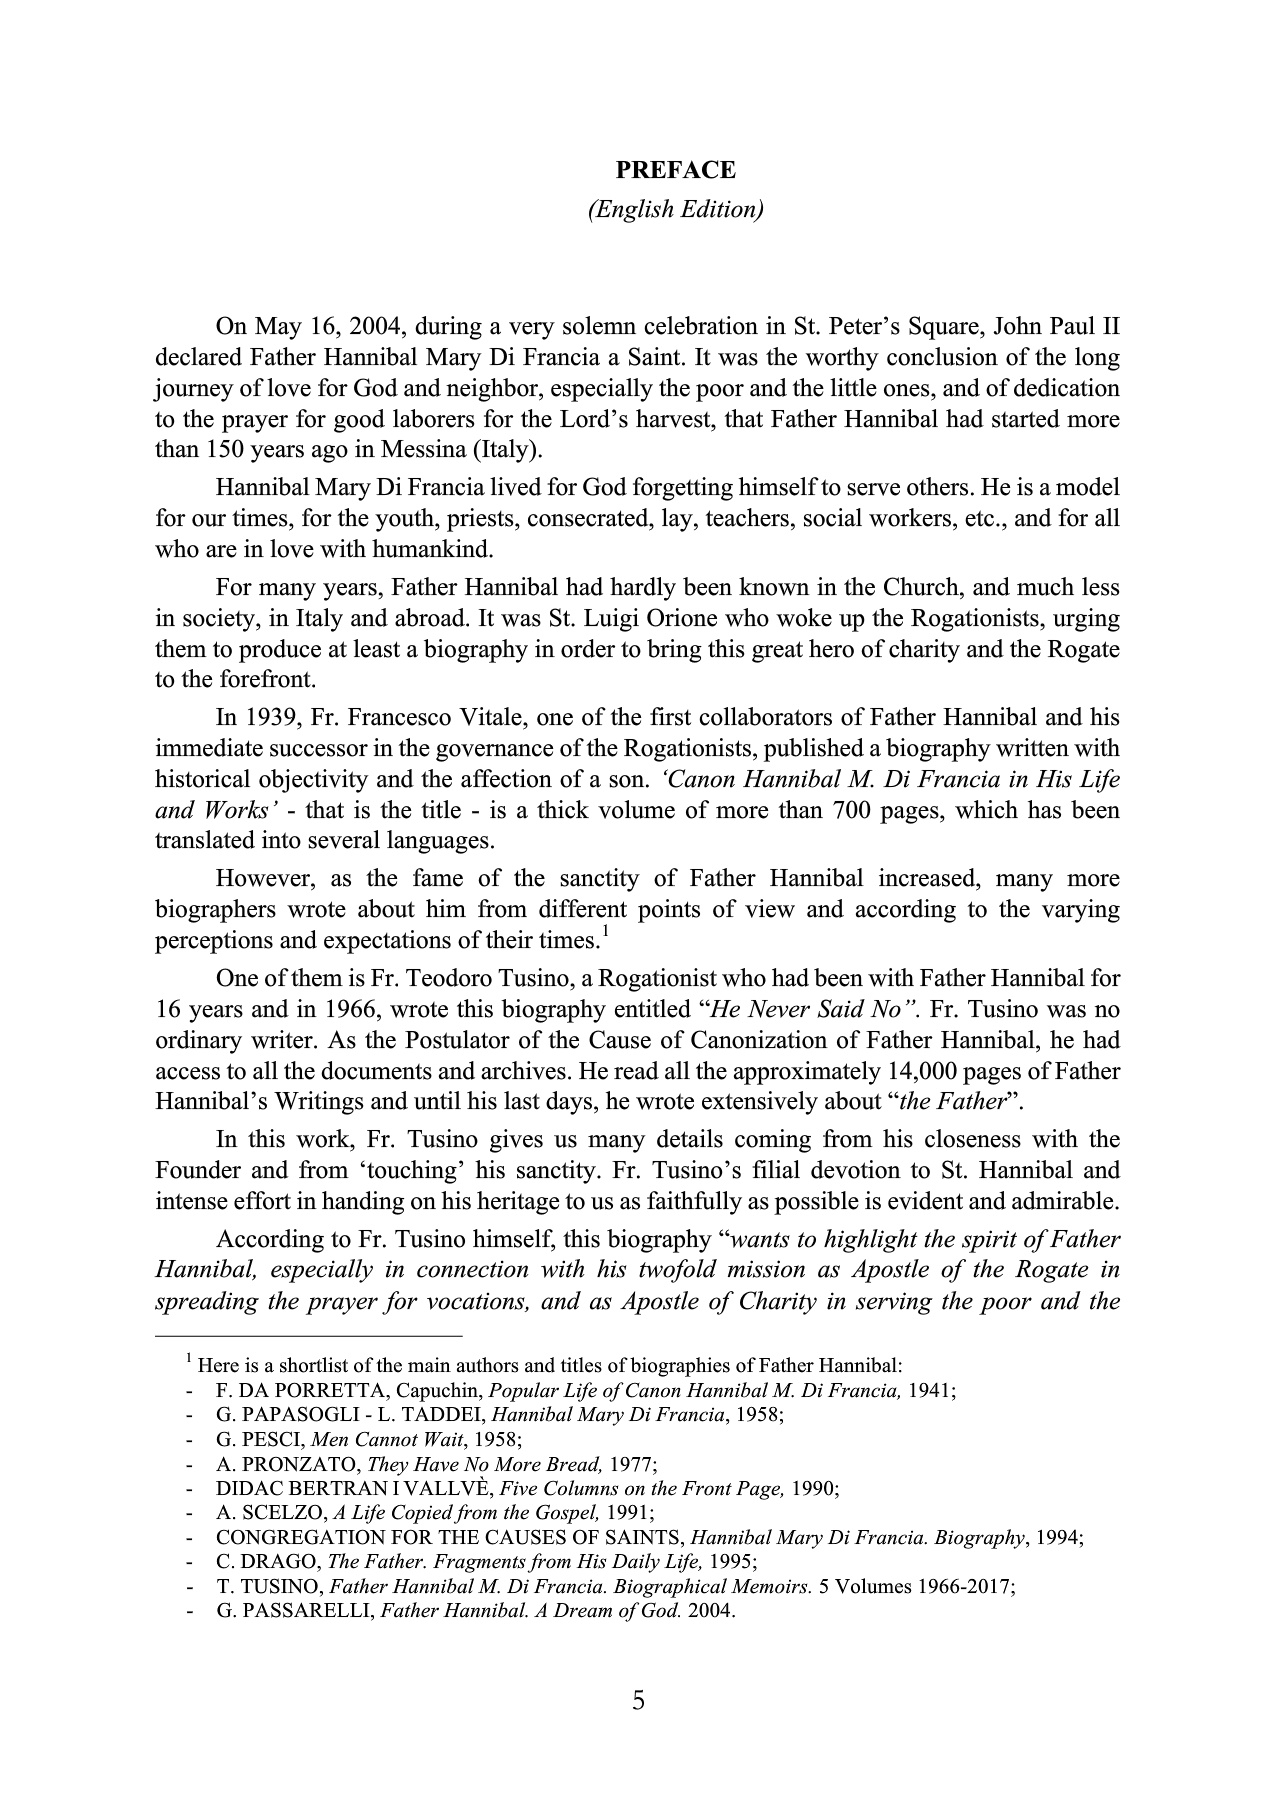 PREFACE
(English Edition)
On May 16, 2004, during a very solemn celebration in St. Peter’s Square, John Paul II
declared Father Hannibal Mary Di Francia a Saint. It was the worthy conclusion of the long
journey of love for God and neighbor, especially the poor and the little ones, and of dedication
to the prayer for good laborers for the Lord’s harvest, that Father Hannibal had started more
than 150 years ago in Messina (Italy).
Hannibal Mary Di Francia lived for God forgetting himself to serve others. He is a model
for our times, for the youth, priests, consecrated, lay, teachers, social workers, etc., and for all
who are in love with humankind.
For many years, Father Hannibal had hardly been known in the Church, and much less
in society, in Italy and abroad. It was St. Luigi Orione who woke up the Rogationists, urging
them to produce at least a biography in order to bring this great hero of charity and the Rogate
to the forefront.
In 1939, Fr. Francesco Vitale, one of the first collaborators of Father Hannibal and his
immediate successor in the governance of the Rogationists, published a biography written with
historical objectivity and the affection of a son. ‘Canon Hannibal M. Di Francia in His Life
and Works’ - that is the title - is a thick volume of more than 700 pages, which has been
translated into several languages.
However, as the fame of the sanctity of Father Hannibal increased, many more
biographers wrote about him from different points of view and according to the varying
perceptions and expectations of their times.1
One of them is Fr. Teodoro Tusino, a Rogationist who had been with Father Hannibal for
16 years and in 1966, wrote this biography entitled “He Never Said No”. Fr. Tusino was no
ordinary writer. As the Postulator of the Cause of Canonization of Father Hannibal, he had
access to all the documents and archives. He read all the approximately 14,000 pages of Father
Hannibal’s Writings and until his last days, he wrote extensively about “the Father”.
In this work, Fr. Tusino gives us many details coming from his closeness with the
Founder and from ‘touching’ his sanctity. Fr. Tusino’s filial devotion to St. Hannibal and
intense effort in handing on his heritage to us as faithfully as possible is evident and admirable.
According to Fr. Tusino himself, this biography “wants to highlight the spirit of Father
Hannibal, especially in connection with his twofold mission as Apostle of the Rogate in
spreading the prayer for vocations, and as Apostle of Charity in serving the poor and the
1 Here is a shortlist of the main authors and titles of biographies of Father Hannibal:
- F. DA PORRETTA, Capuchin, Popular Life of Canon Hannibal M. Di Francia, 1941;
- G. PAPASOGLI - L. TADDEI, Hannibal Mary Di Francia, 1958;
- G. PESCI, Men Cannot Wait, 1958;
- A. PRONZATO, They Have No More Bread, 1977;
- DIDAC BERTRAN I VALLVÈ, Five Columns on the Front Page, 1990;
- A. SCELZO, A Life Copied from the Gospel, 1991;
- CONGREGATION FOR THE CAUSES OF SAINTS, Hannibal Mary Di Francia. Biography, 1994;
- C. DRAGO, The Father. Fragments from His Daily Life, 1995;
- T. TUSINO, Father Hannibal M. Di Francia. Biographical Memoirs. 5 Volumes 1966-2017;
- G. PASSARELLI, Father Hannibal. A Dream of God. 2004.
5